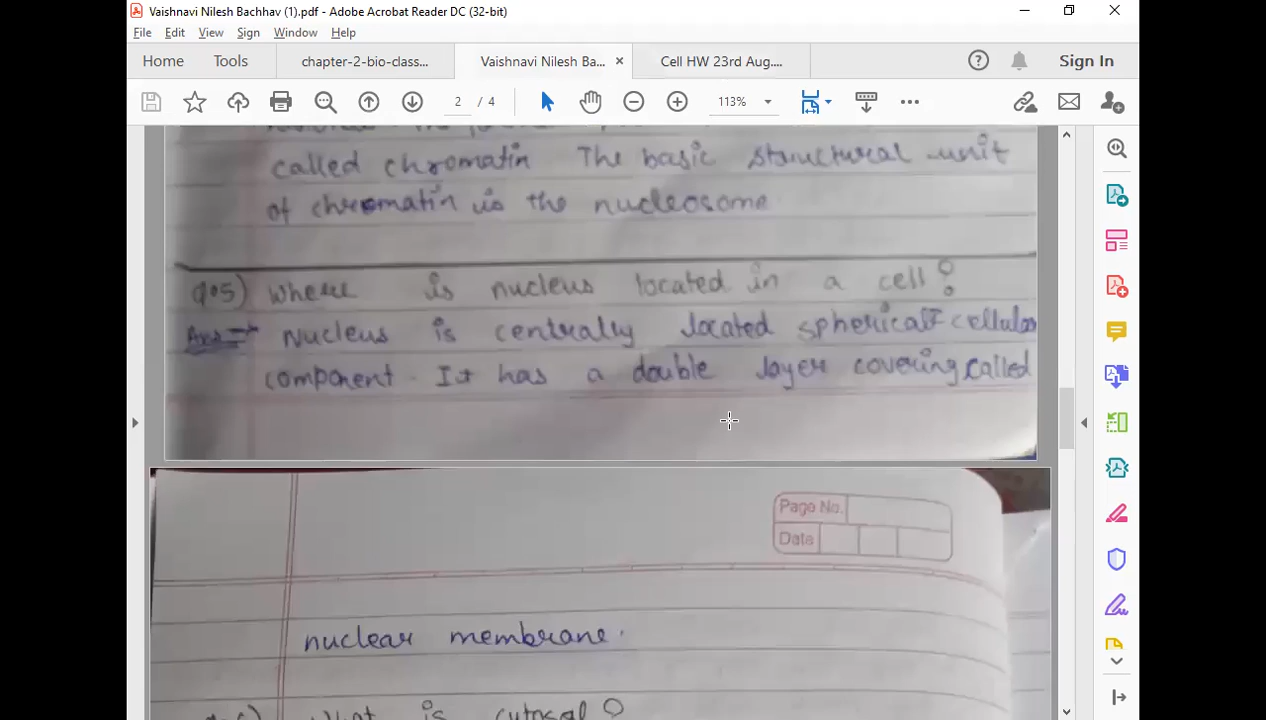 Vaishnavi Nilesh Bachhav (1).pdf - Adobe Acrobat Reader DC (32-bit)
File Edit View Sign Window Help
Home Tools chapter-2-bio-class... Vaishnavi Nilesh Ba... × Cell HW 23rd Aug.... Sign In
2 / 4 113%
called chromatin The basic structural unit
of chromatin is the nucleosome
Q.5) Where is nucleus located in a cell?
Ans → Nucleus is centrally located spherical cellular
component. It has a double layer covering called
Page No.
Date
nuclear membrane.
What is cytosol?